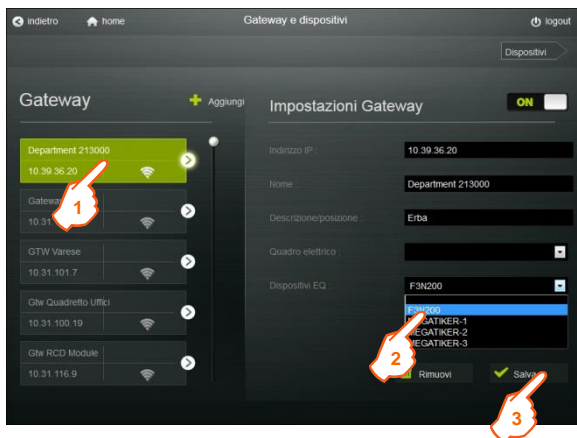 indietro home Gateway e dispositivi logout
Dispositivi
Gateway Aggiungi
Department 213000
10.39.36.20
1
10.31
GTW Varese
10.31.101.7
Gtw Quadretto Uffici
10.31.100.19
Gtw RCD Module
10.31.116.9
Impostazioni Gateway ON
Indirizzo IP : 10.39.36.20
Nome : Department 213000
Descrizione/posizione : Erba
Quadro elettrico :
Dispositivi EQ : F3N200
F3N200
MEGATIKER-1
MEGATIKER-2
MEGATIKER-3
2
Rimuovi Salva
3